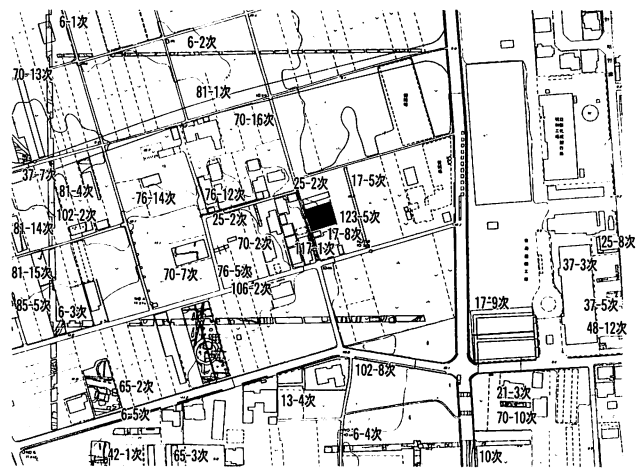 6-1次
6-2次
70-13次
81-1次
70-16次
37-7次
81-4次
76-14次
76-12次
25-2次
17-5次
102-2次
25-2次
123-5次
81-14次
70-2次
17-8次
117-1次
25-8次
81-15次
70-7次
76-5次
37-3次
85-5次
6-3次
106-2次
17-9次
37-5次
48-12次
65-2次
102-8次
6-5次
13-4次
21-3次
70-10次
6-4次
42-1次
65-3次
10次